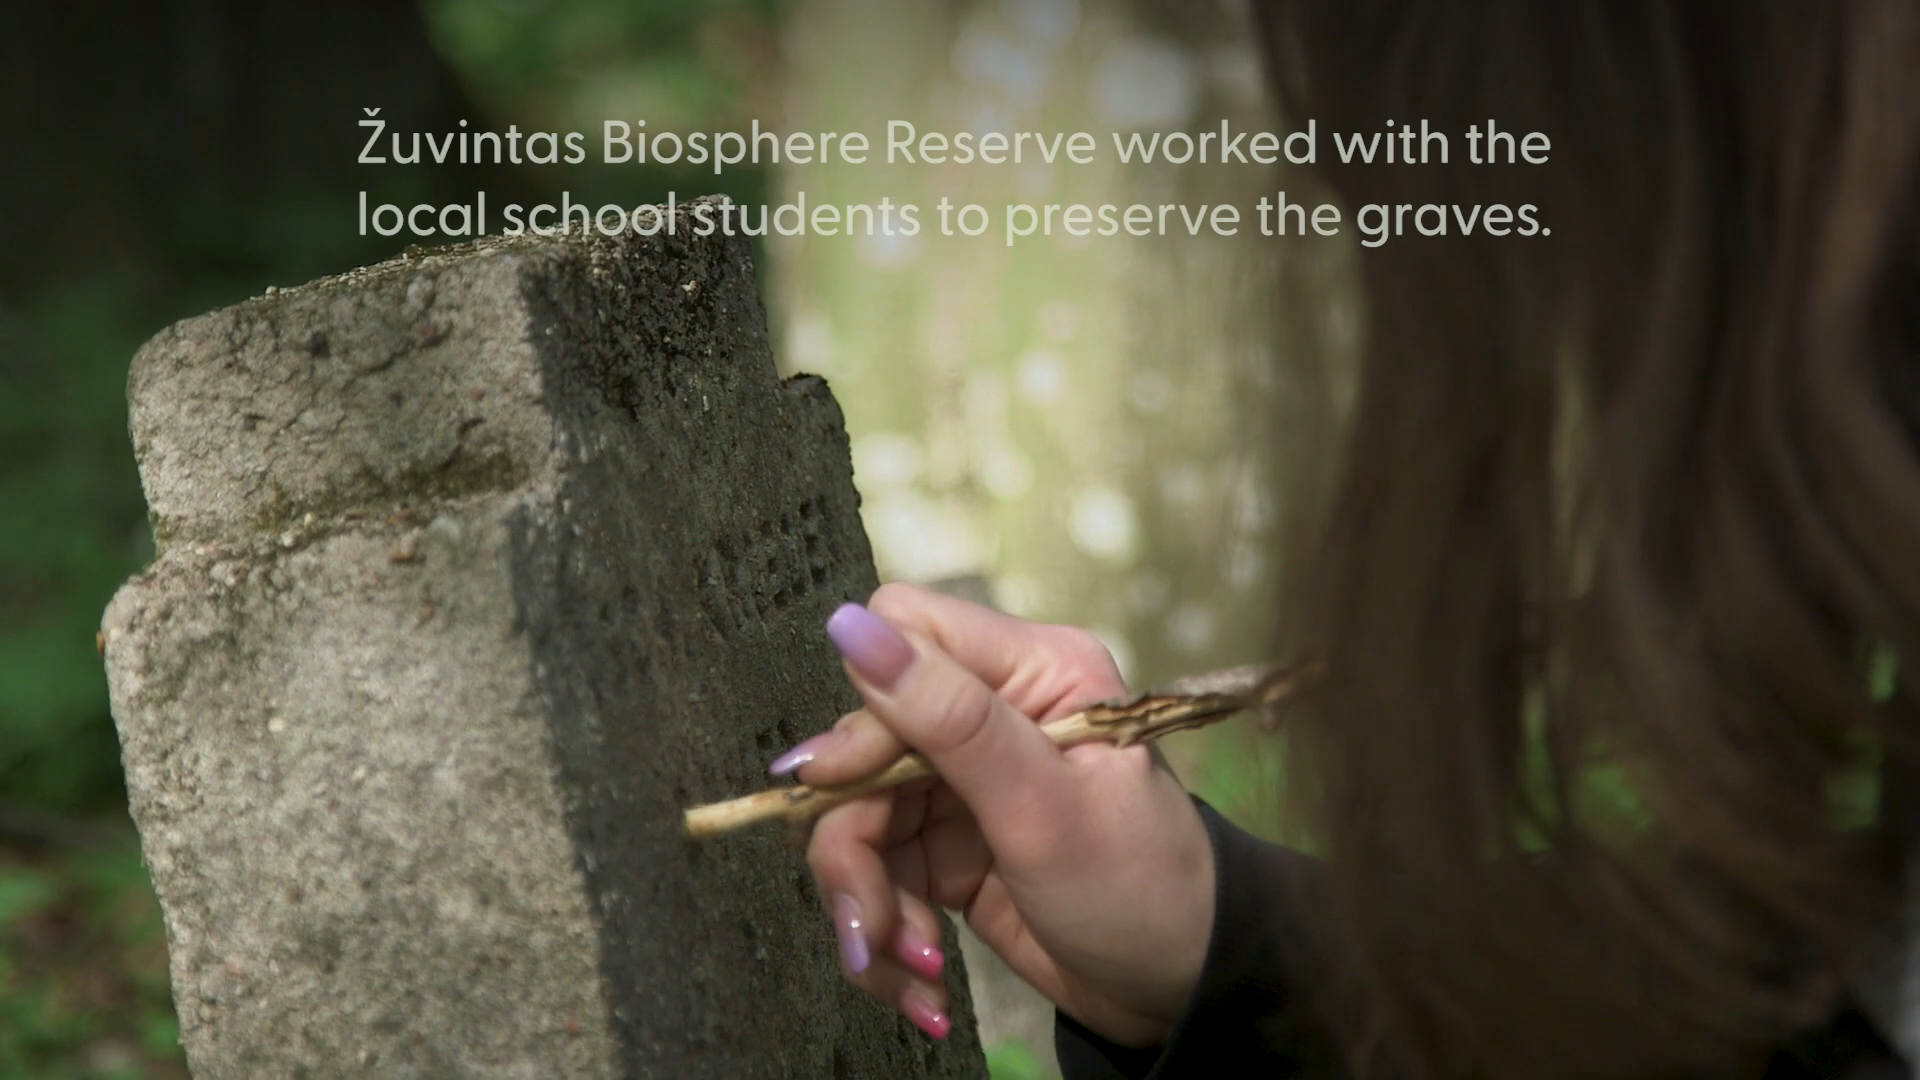 Žuvintas Biosphere Reserve worked with the
local school students to preserve the graves.